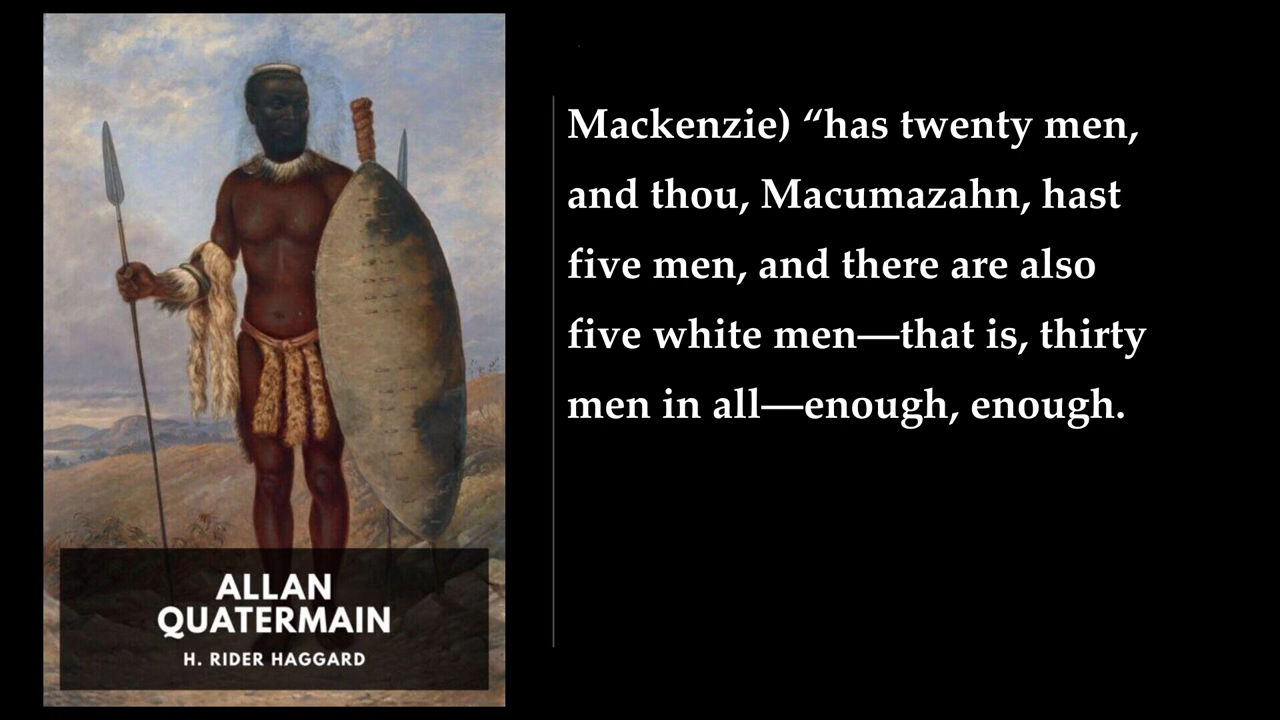 Mackenzie) “has twenty men,
and thou, Macumazahn, hast
five men, and there are also
five white men—that is, thirty
men in all—enough, enough.
ALLAN
QUATERMAIN
H. RIDER HAGGARD